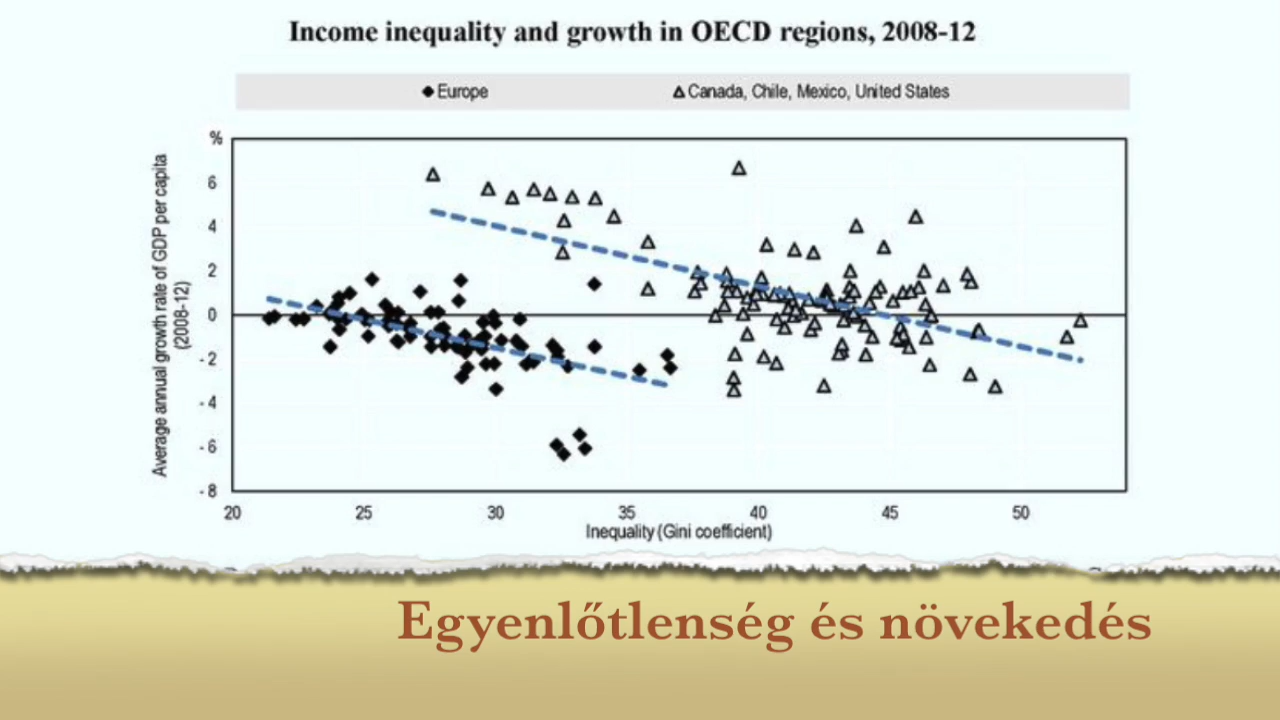 Income inequality and growth in OECD regions, 2008-12
Europe
Canada, Chile, Mexico, United States
%
6
4
2
0
- 2
- 4
- 6
- 8
Average annual growth rate of GDP per capita
(2008-12)
20 25 30 35 40 45 50
Inequality (Gini coefficient)
Egyenlőtlenség és növekedés